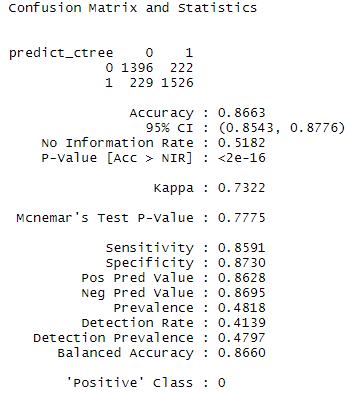 Confusion Matrix and Statistics
predict_ctree 0 1
0 1396 222
1 229 1526
Accuracy : 0.8663
95% CI : (0.8543, 0.8776)
No Information Rate : 0.5182
P-Value [Acc > NIR] : <2e-16
Kappa : 0.7322
Mcnemar's Test P-Value : 0.7775
Sensitivity : 0.8591
Specificity : 0.8730
Pos Pred Value : 0.8628
Neg Pred Value : 0.8695
Prevalence : 0.4818
Detection Rate : 0.4139
Detection Prevalence : 0.4797
Balanced Accuracy : 0.8660
'Positive' Class : 0